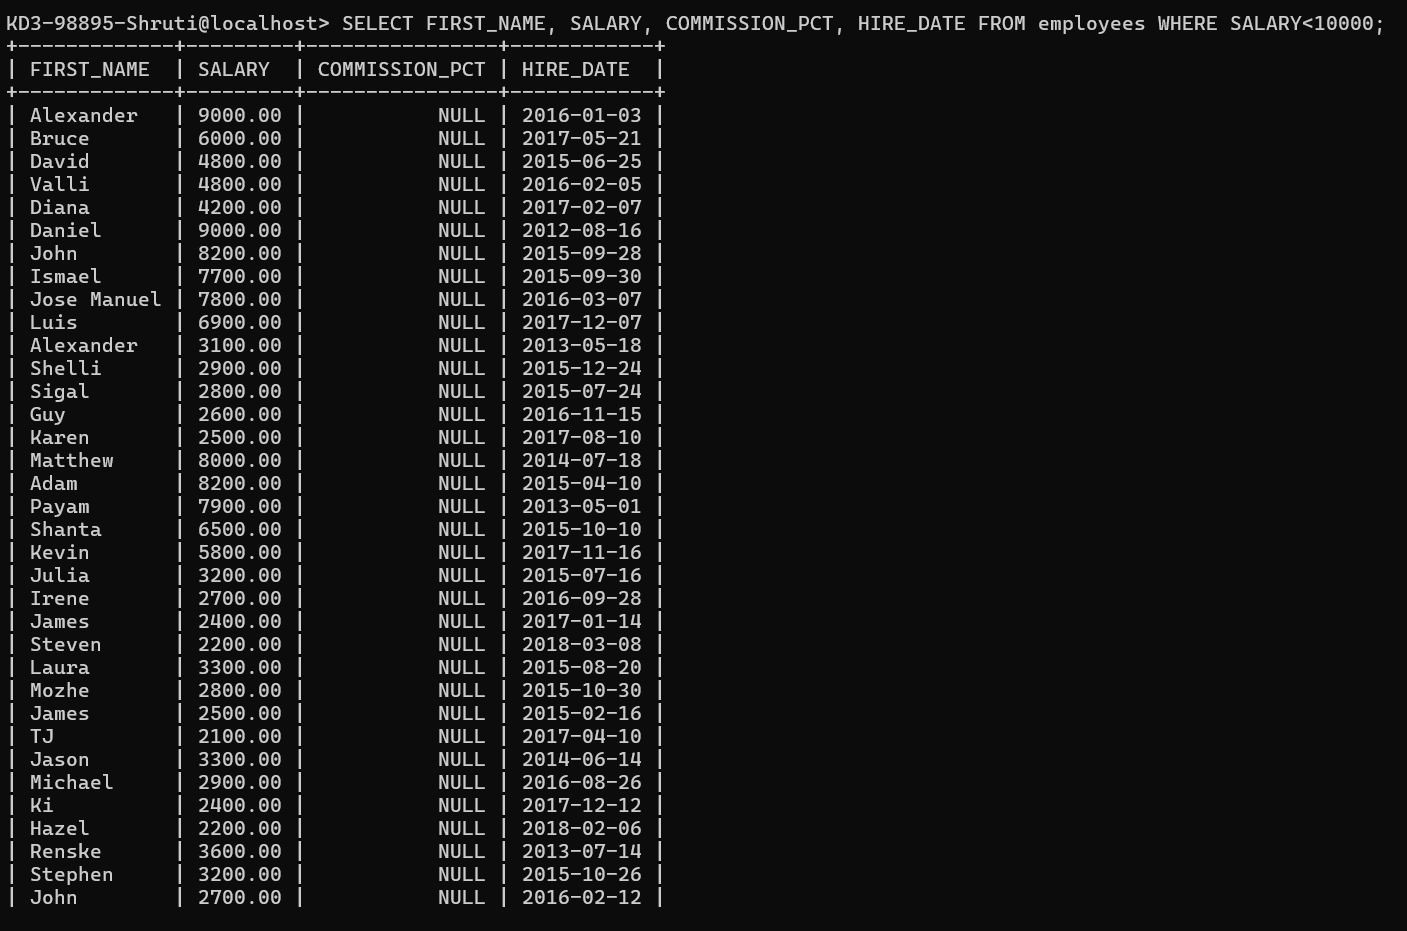 KD3-98895-Shruti@localhost> SELECT FIRST_NAME, SALARY, COMMISSION_PCT, HIRE_DATE FROM employees WHERE SALARY<10000;
+-------------+---------+----------------+------------+
| FIRST_NAME  | SALARY  | COMMISSION_PCT | HIRE_DATE  |
+-------------+---------+----------------+------------+
| Alexander   | 9000.00 |           NULL | 2016-01-03 |
| Bruce       | 6000.00 |           NULL | 2017-05-21 |
| David       | 4800.00 |           NULL | 2015-06-25 |
| Valli       | 4800.00 |           NULL | 2016-02-05 |
| Diana       | 4200.00 |           NULL | 2017-02-07 |
| Daniel      | 9000.00 |           NULL | 2012-08-16 |
| John        | 8200.00 |           NULL | 2015-09-28 |
| Ismael      | 7700.00 |           NULL | 2015-09-30 |
| Jose Manuel | 7800.00 |           NULL | 2016-03-07 |
| Luis        | 6900.00 |           NULL | 2017-12-07 |
| Alexander   | 3100.00 |           NULL | 2013-05-18 |
| Shelli      | 2900.00 |           NULL | 2015-12-24 |
| Sigal       | 2800.00 |           NULL | 2015-07-24 |
| Guy         | 2600.00 |           NULL | 2016-11-15 |
| Karen       | 2500.00 |           NULL | 2017-08-10 |
| Matthew     | 8000.00 |           NULL | 2014-07-18 |
| Adam        | 8200.00 |           NULL | 2015-04-10 |
| Payam       | 7900.00 |           NULL | 2013-05-01 |
| Shanta      | 6500.00 |           NULL | 2015-10-10 |
| Kevin       | 5800.00 |           NULL | 2017-11-16 |
| Julia       | 3200.00 |           NULL | 2015-07-16 |
| Irene       | 2700.00 |           NULL | 2016-09-28 |
| James       | 2400.00 |           NULL | 2017-01-14 |
| Steven      | 2200.00 |           NULL | 2018-03-08 |
| Laura       | 3300.00 |           NULL | 2015-08-20 |
| Mozhe       | 2800.00 |           NULL | 2015-10-30 |
| James       | 2500.00 |           NULL | 2015-02-16 |
| TJ          | 2100.00 |           NULL | 2017-04-10 |
| Jason       | 3300.00 |           NULL | 2014-06-14 |
| Michael     | 2900.00 |           NULL | 2016-08-26 |
| Ki          | 2400.00 |           NULL | 2017-12-12 |
| Hazel       | 2200.00 |           NULL | 2018-02-06 |
| Renske      | 3600.00 |           NULL | 2013-07-14 |
| Stephen     | 3200.00 |           NULL | 2015-10-26 |
| John        | 2700.00 |           NULL | 2016-02-12 |